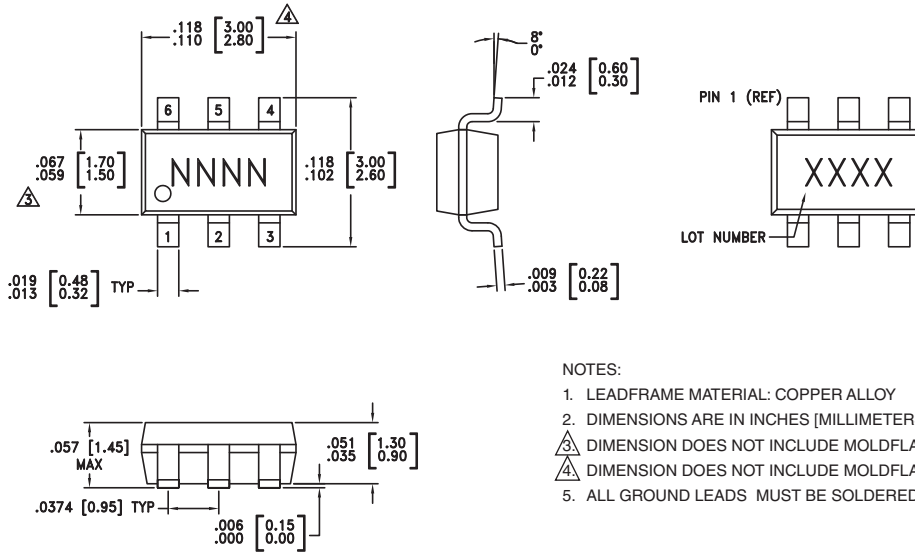 .118 [3.00]
.110 [2.80]
4
8°
0°
.024 [0.60]
.012 [0.30]
PIN 1 (REF)
6 5 4
.067 [1.70]
.059 [1.50]
NNNN
.118 [3.00]
.102 [2.60]
XXXX
3
1 2 3
LOT NUMBER
.019 [0.48]
.013 [0.32]
TYP
.009 [0.22]
.003 [0.08]
.057 [1.45]
MAX
.051 [1.30]
.035 [0.90]
.0374 [0.95] TYP
.006 [0.15]
.000 [0.00]
NOTES:
1. LEADFRAME MATERIAL: COPPER ALLOY
2. DIMENSIONS ARE IN INCHES [MILLIMETER
3. DIMENSION DOES NOT INCLUDE MOLDFLA
4. DIMENSION DOES NOT INCLUDE MOLDFLA
5. ALL GROUND LEADS MUST BE SOLDERED